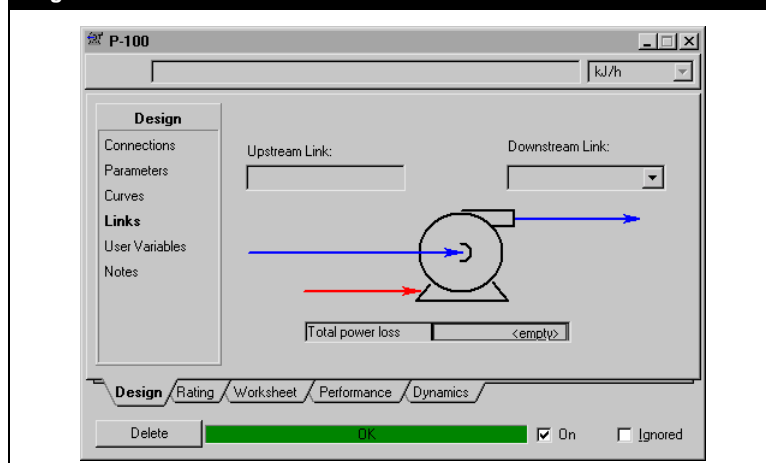 P-100
kJ/h
Design
Connections
Parameters
Curves
Links
User Variables
Notes
Upstream Link:
Downstream Link:
Total power loss <empty>
Design Rating Worksheet Performance Dynamics
Delete OK On Ignored